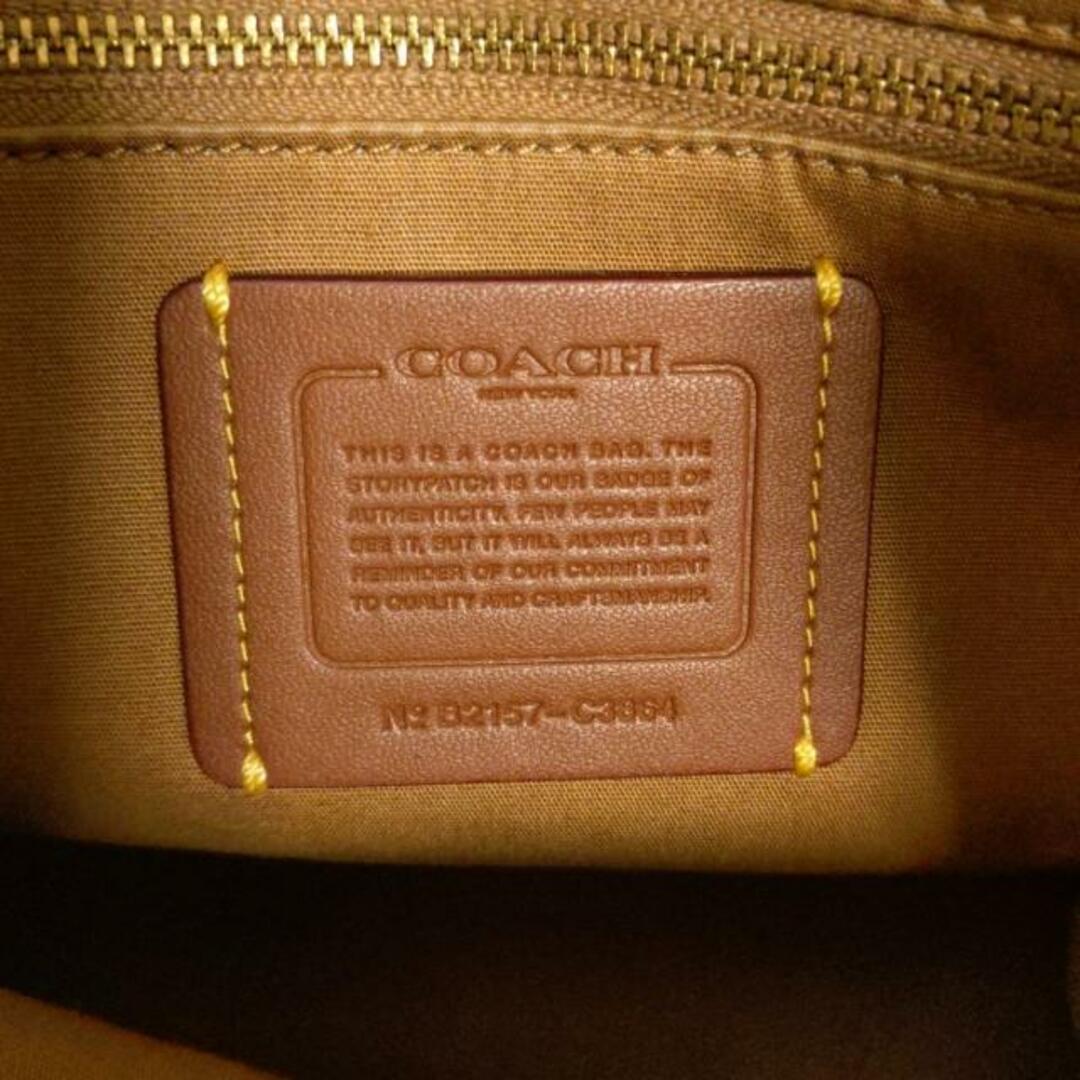 COACH
NEW YORK
THIS IS A COACH BAG. THE
STORYPATCH IS OUR BADGE OF
AUTHENTICITY. FEW PEOPLE MAY
SEE IT, BUT IT WILL ALWAYS BE A
REMINDER OF OUR COMMITMENT
TO QUALITY AND CRAFTSMANSHIP.
Nº B2157-C3864